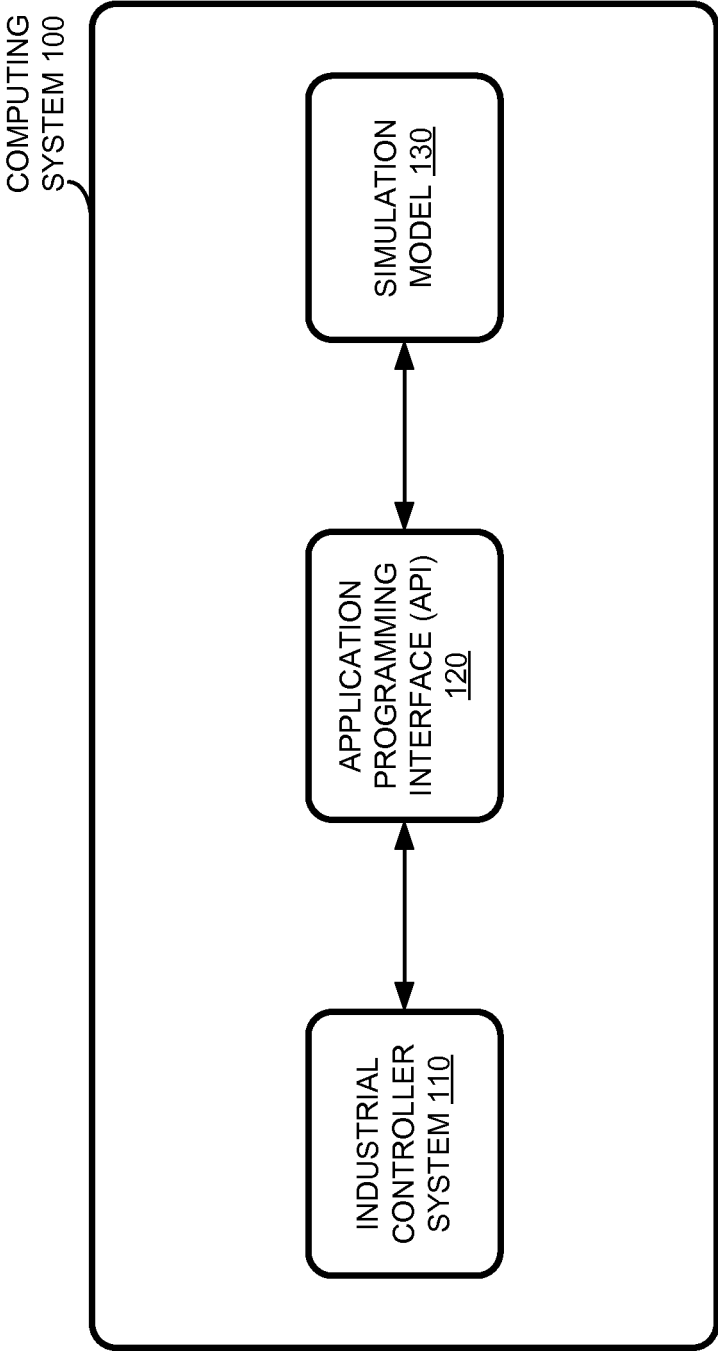 COMPUTING
SYSTEM 100
INDUSTRIAL
CONTROLLER
SYSTEM 110
APPLICATION
PROGRAMMING
INTERFACE (API)
120
SIMULATION
MODEL 130